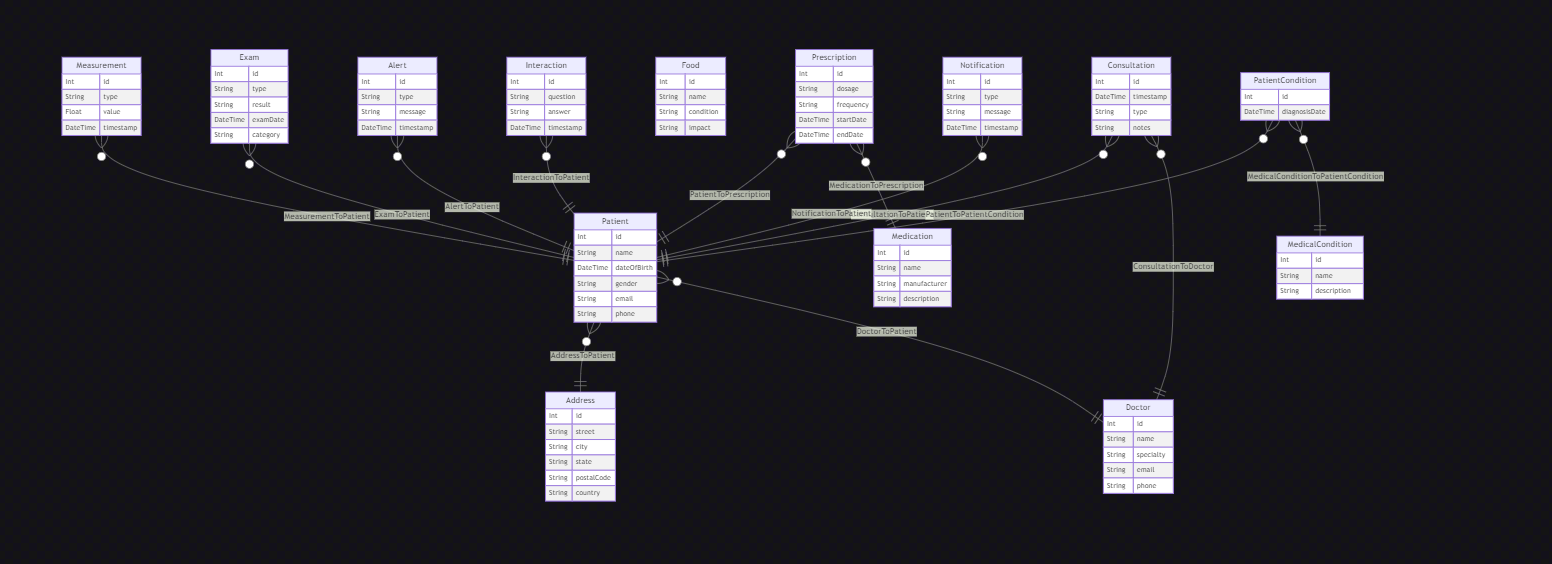 Measurement
Int id
String type
Float value
DateTime timestamp
Exam
Int id
String type
String result
DateTime examDate
String category
Alert
Int id
String type
String message
DateTime timestamp
Interaction
Int id
String question
String answer
DateTime timestamp
Food
Int id
String name
String condition
String impact
Prescription
Int id
String dosage
String frequency
DateTime startDate
DateTime endDate
Notification
Int id
String type
String message
DateTime timestamp
Consultation
Int id
DateTime timestamp
String type
String notes
PatientCondition
Int id
DateTime diagnosisDate
InteractionToPatient
MedicalConditionToPatientCondition
MedicationToPrescription
PatientToPrescription
AlertToPatient
MeasurementToPatient
ExamToPatient
NotificationToPatient
ltationToPatie
PatientToPatientCondition
Patient
Int id
String name
DateTime dateOfBirth
String gender
String email
String phone
Medication
Int id
String name
String manufacturer
String description
MedicalCondition
Int id
String name
String description
ConsultationToDoctor
DoctorToPatient
AddressToPatient
Address
Int id
String street
String city
String state
String postalCode
String country
Doctor
Int id
String name
String specialty
String email
String phone